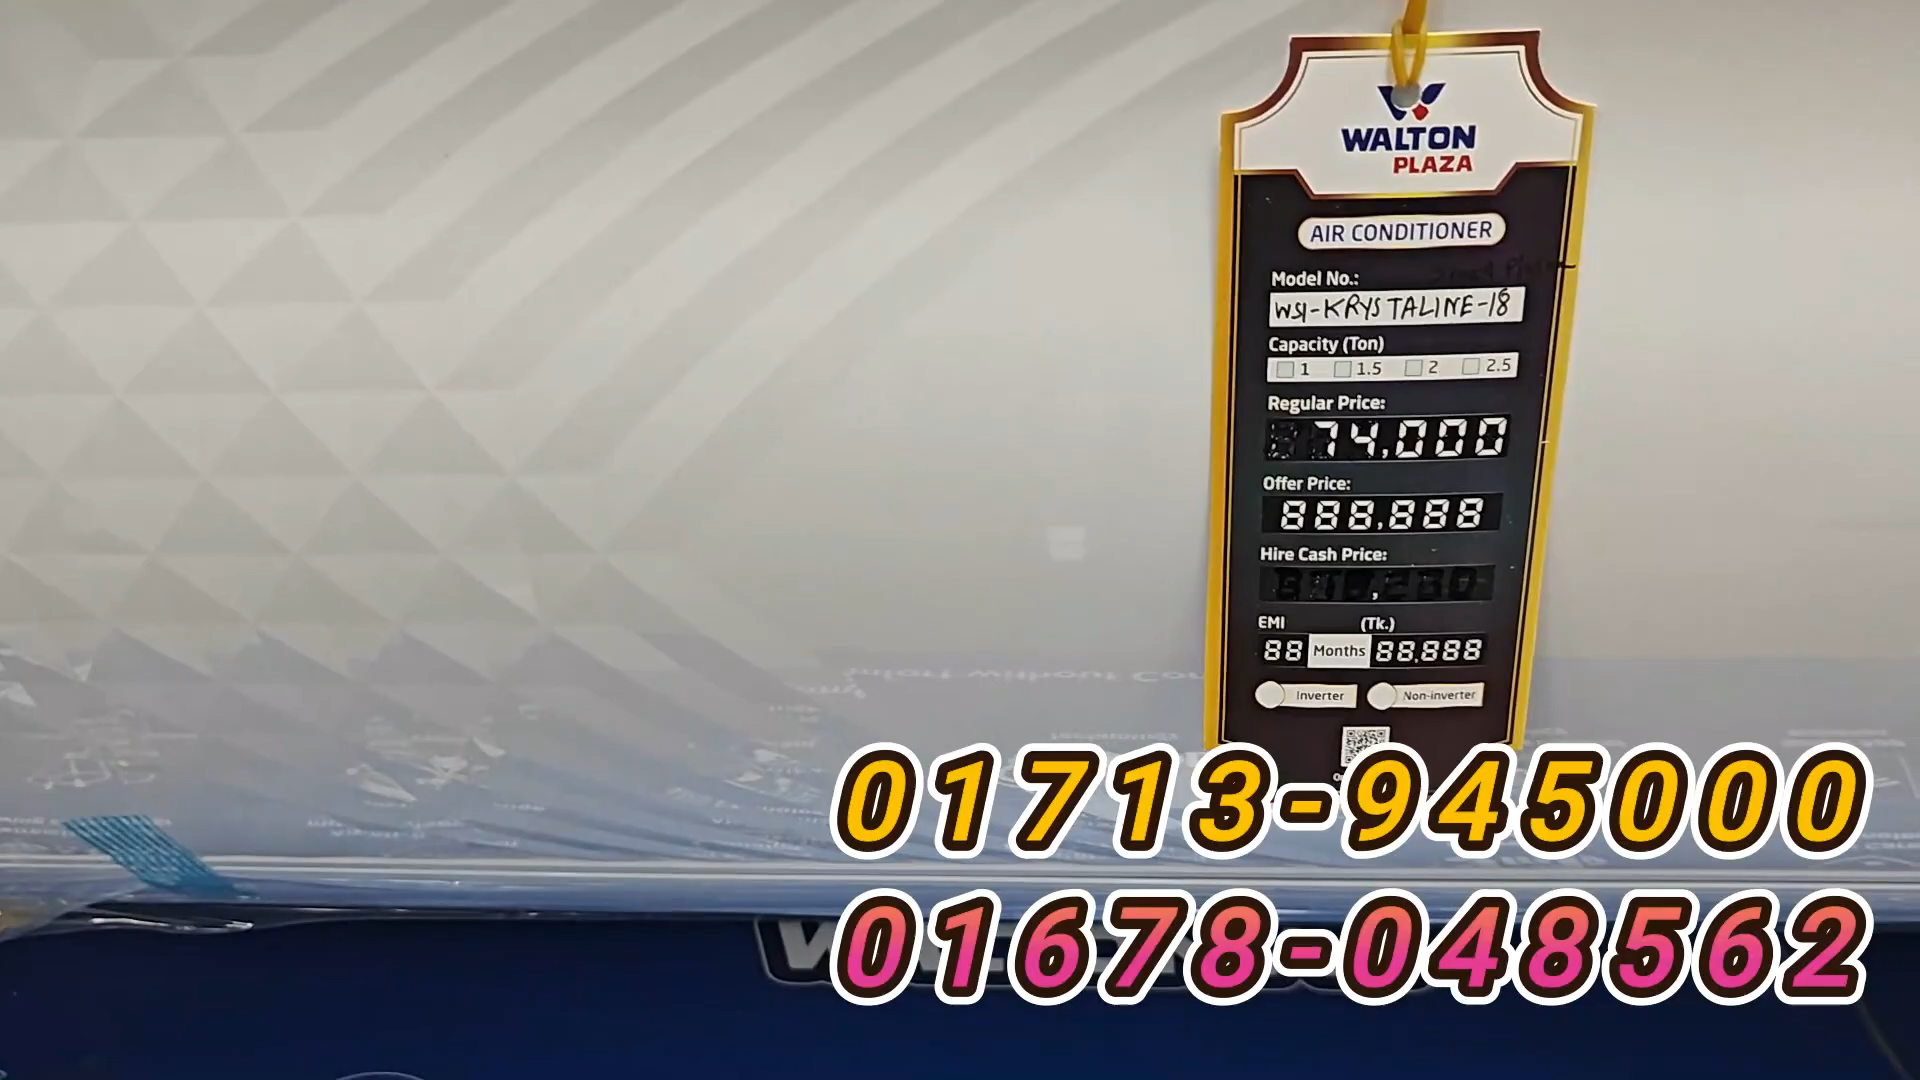 WALTON
PLAZA
AIR CONDITIONER
Model No.:
WSI-KRYSTALINE-18
Capacity (Ton)
1 1.5 2 2.5
Regular Price:
74,000
Offer Price:
888,888
Hire Cash Price:
EMI (Tk.)
88 Months 88,888
Inverter Non-inverter
01713-945000
01678-048562